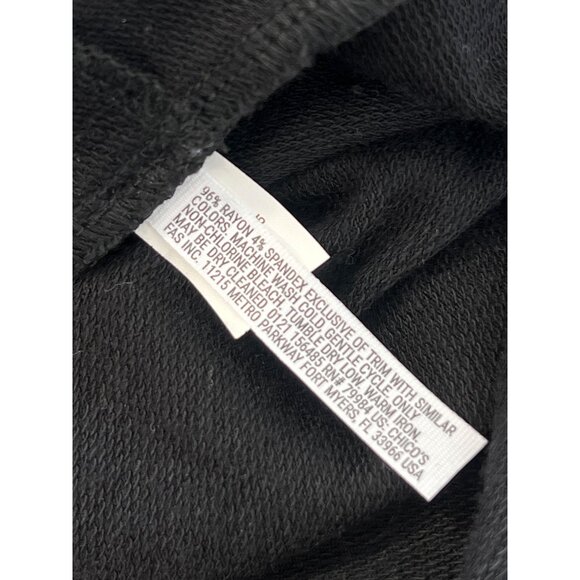 96% RAYON 4% SPANDEX EXCLUSIVE OF TRIM WITH SIMILAR
COLORS. MACHINE WASH COLD, GENTLE CYCLE. ONLY
NON-CHLORINE BLEACH. TUMBLE DRY LOW. WARM IRON.
MAY BE DRY CLEANED. 0121 156485 RN# 79984 US: CHICO'S
FAS INC. 11215 METRO PARKWAY FORT MYERS, FL 33966 USA